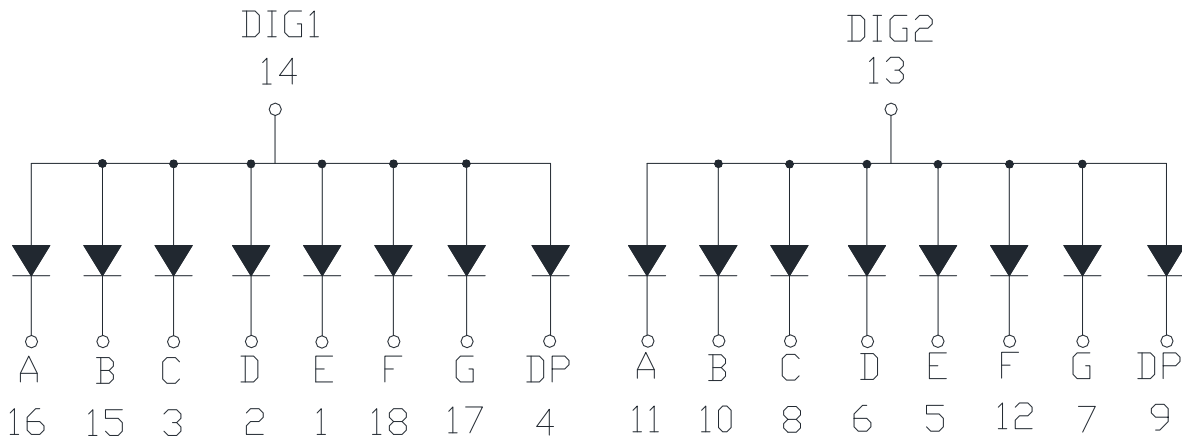 DIG1 DIG2
14 13
A B C D E F G DP A B C D E F G DP
16 15 3 2 1 18 17 4 11 10 8 6 5 12 7 9